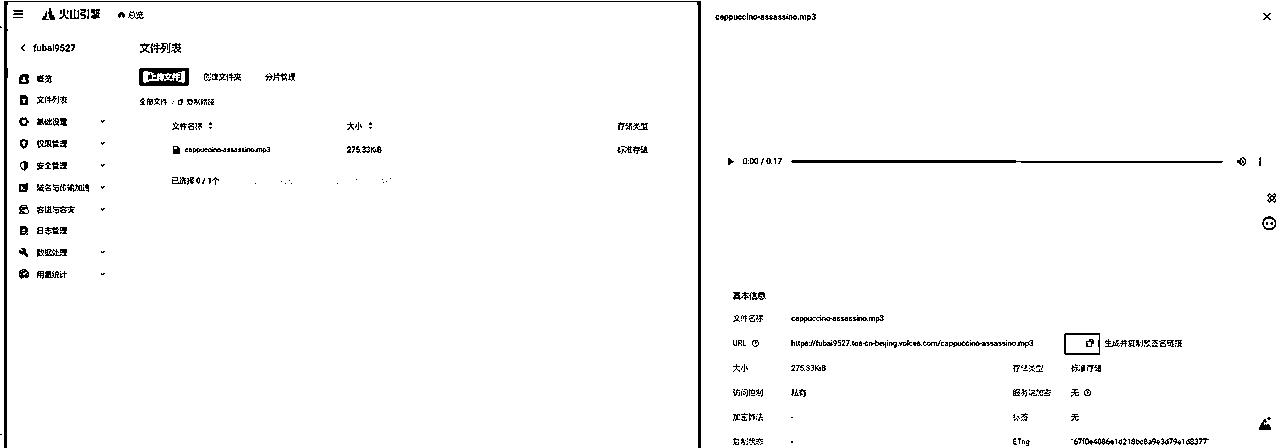 火山引擎 总览
fubai9527
文件列表
概览
文件列表
基础设置
权限管理
安全管理
域名与传输加速
容错与容灾
日志管理
数据处理
用量统计
上传文件 创建文件夹 分片管理
全部文件 / 复制路径
文件名称 大小 存储类型
cappuccino-assassino.mp3 275.33KiB 标准存储
已选择 0 / 1个
cappuccino-assassino.mp3
0:00 / 0:17
基本信息
文件名称 cappuccino-assassino.mp3
URL https://fubai9527.tos-cn-beijing.volces.com/cappuccino-assassino.mp3 生成并复制预签名链接
大小 275.33KiB 存储类型 标准存储
访问控制 私有 服务端加密 无
加密算法 - 标签 无
复制状态 - ETag